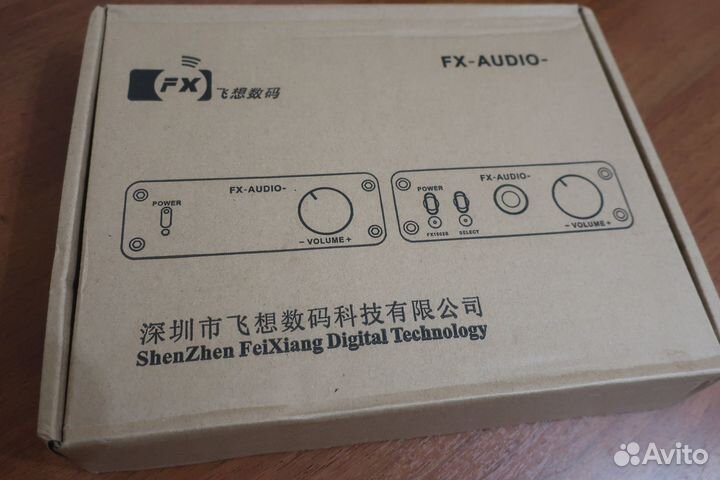 FX
飞想数码
FX-AUDIO-
FX-AUDIO-
POWER
- VOLUME +
FX-AUDIO-
POWER
SELECT
- VOLUME +
深圳市飞想数码科技有限公司
ShenZhen FeiXiang Digital Technology
Avito